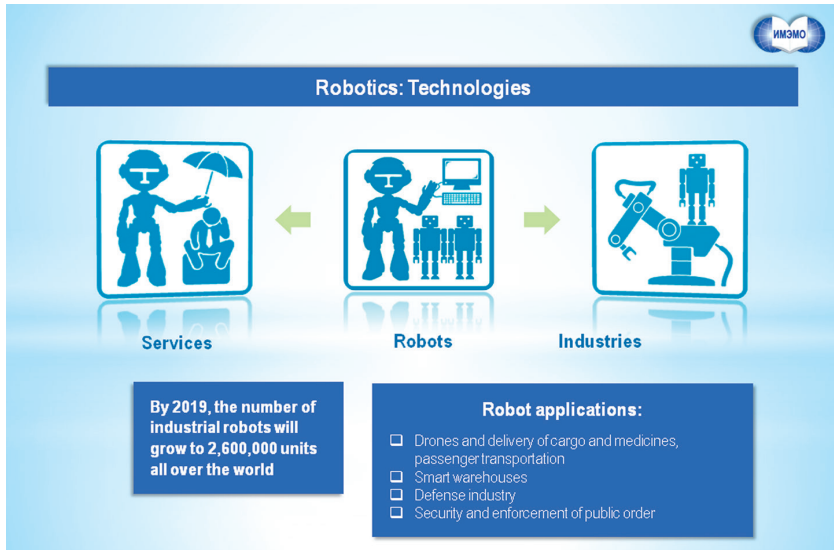 ИМЭМО
Robotics: Technologies
Services
Robots
Industries
By 2019, the number of
industrial robots will
grow to 2,600,000 units
all over the world
Robot applications:
Drones and delivery of cargo and medicines,
passenger transportation
Smart warehouses
Defense industry
Security and enforcement of public order